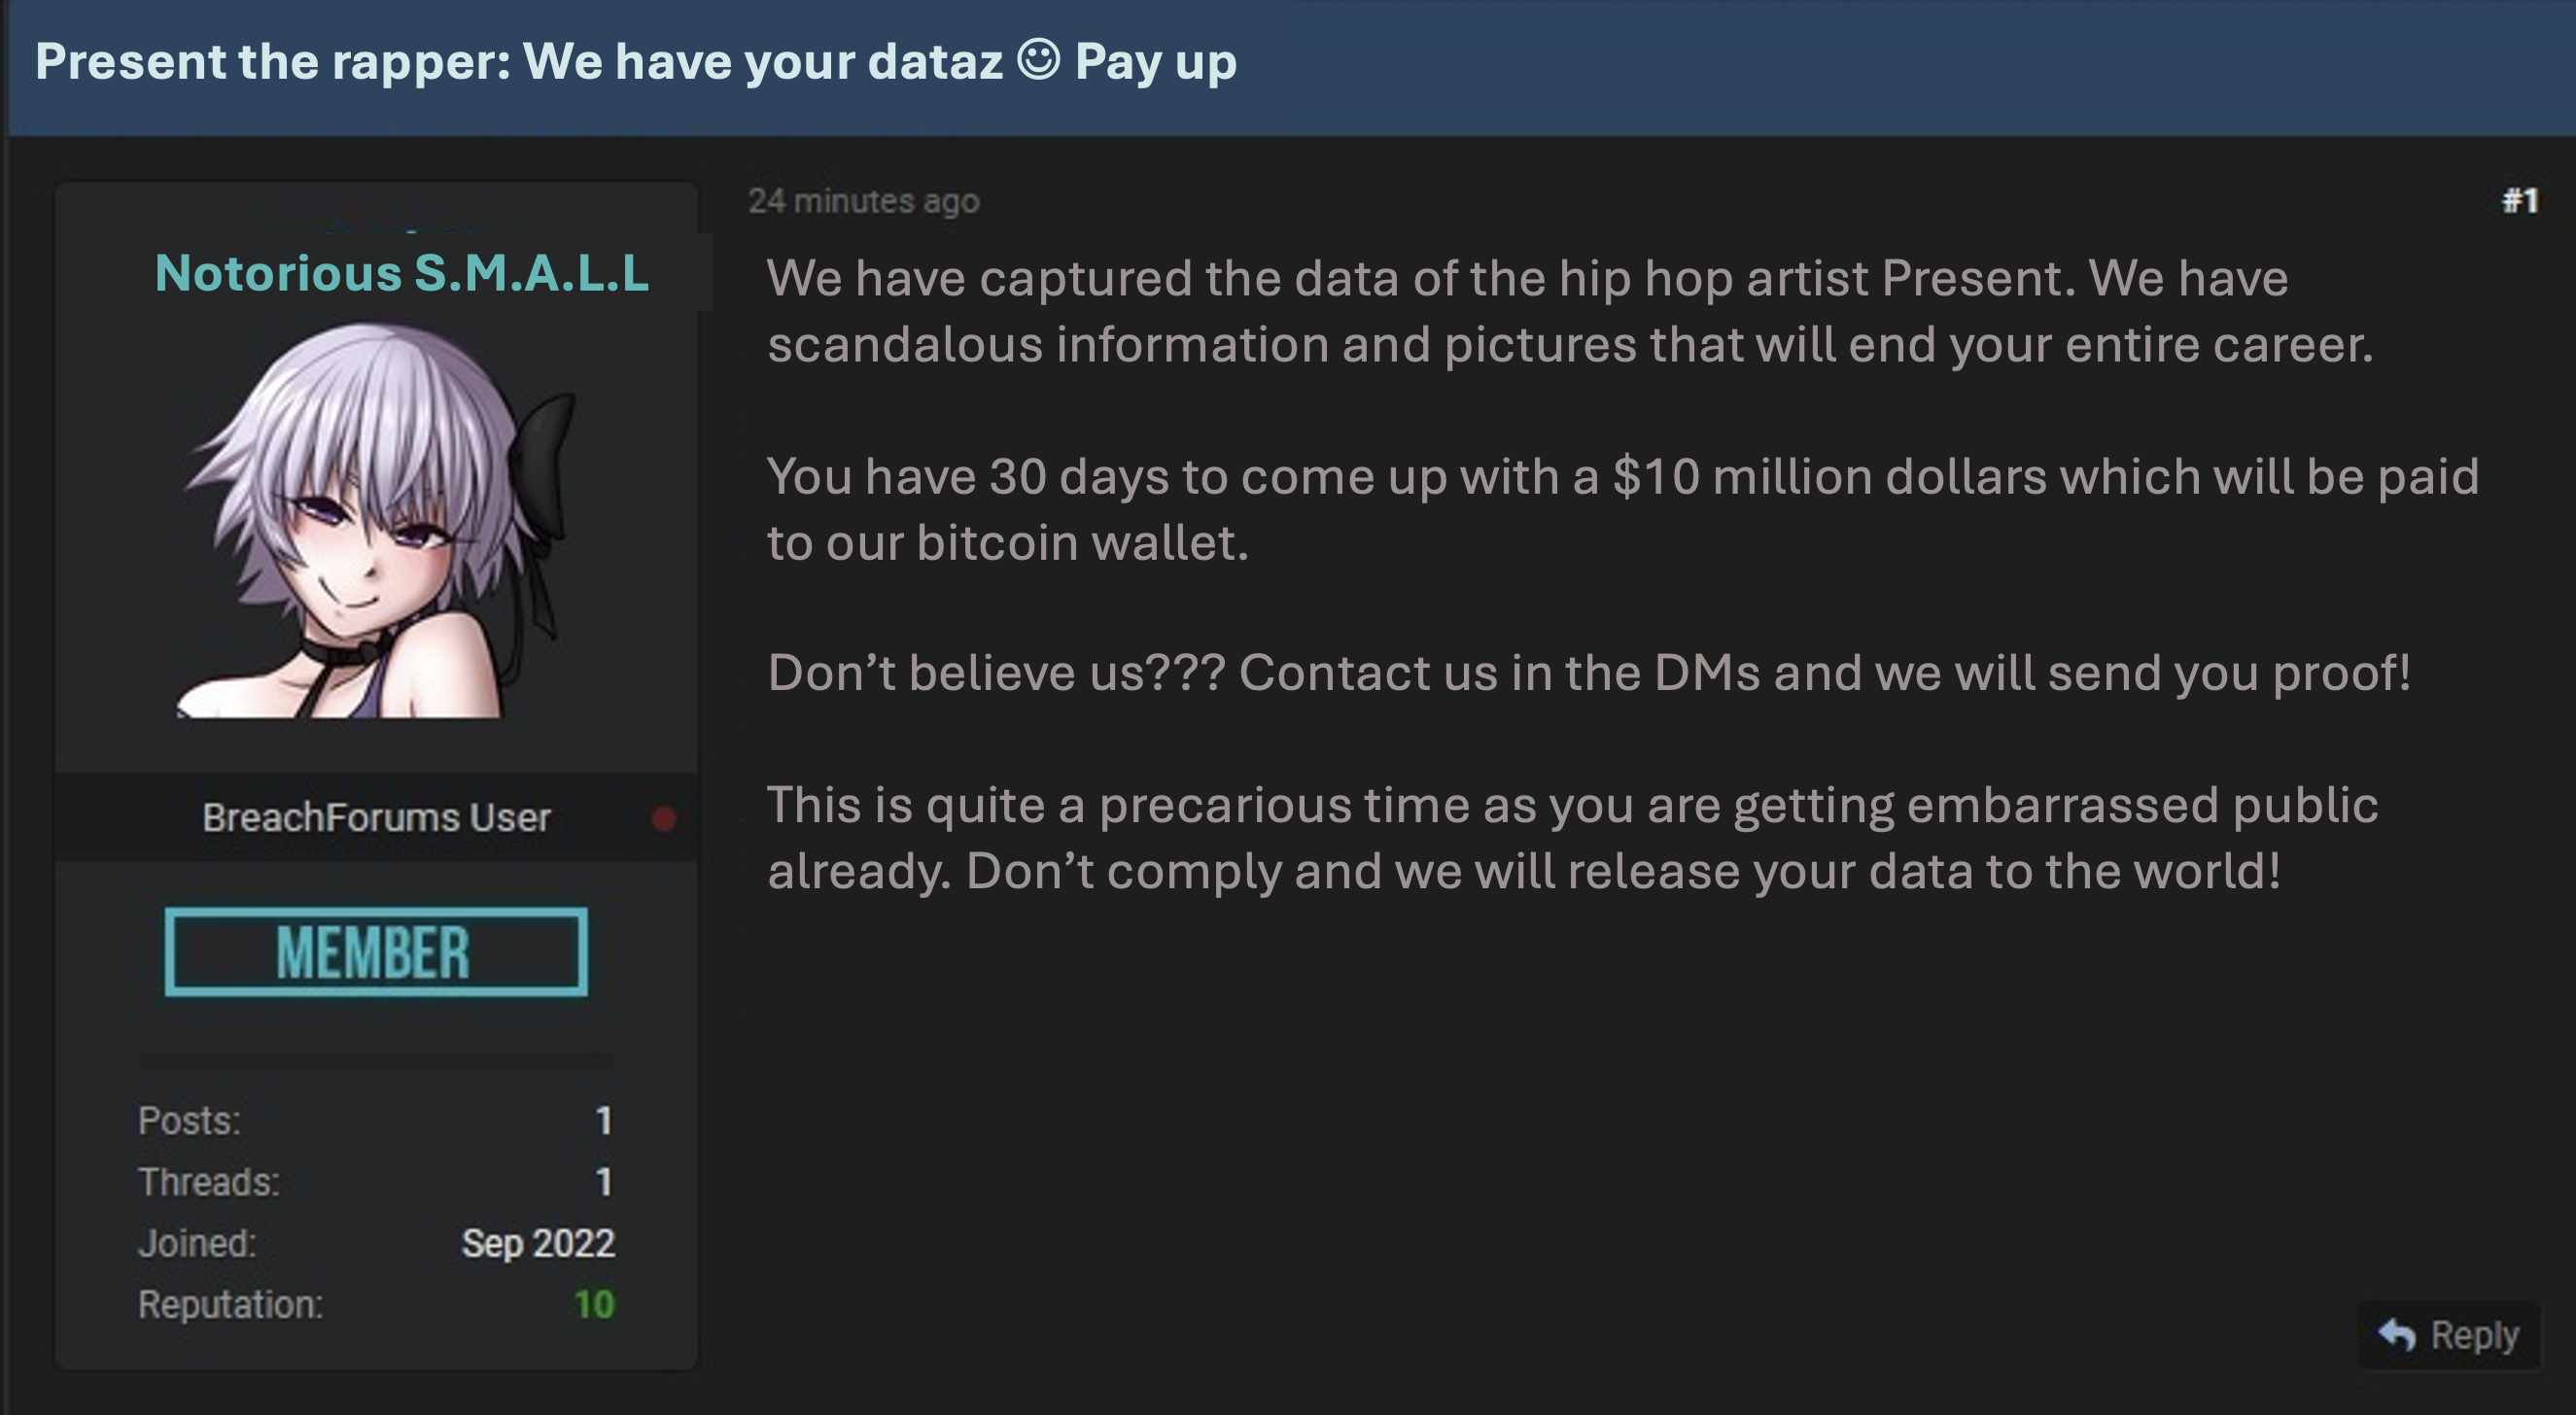 Present the rapper: We have your dataz ☺ Pay up
Notorious S.M.A.L.L
BreachForums User
MEMBER
Posts: 1
Threads: 1
Joined: Sep 2022
Reputation: 10
24 minutes ago
#1
We have captured the data of the hip hop artist Present. We have
scandalous information and pictures that will end your entire career.
You have 30 days to come up with a $10 million dollars which will be paid
to our bitcoin wallet.
Don’t believe us??? Contact us in the DMs and we will send you proof!
This is quite a precarious time as you are getting embarrassed public
already. Don’t comply and we will release your data to the world!
Reply